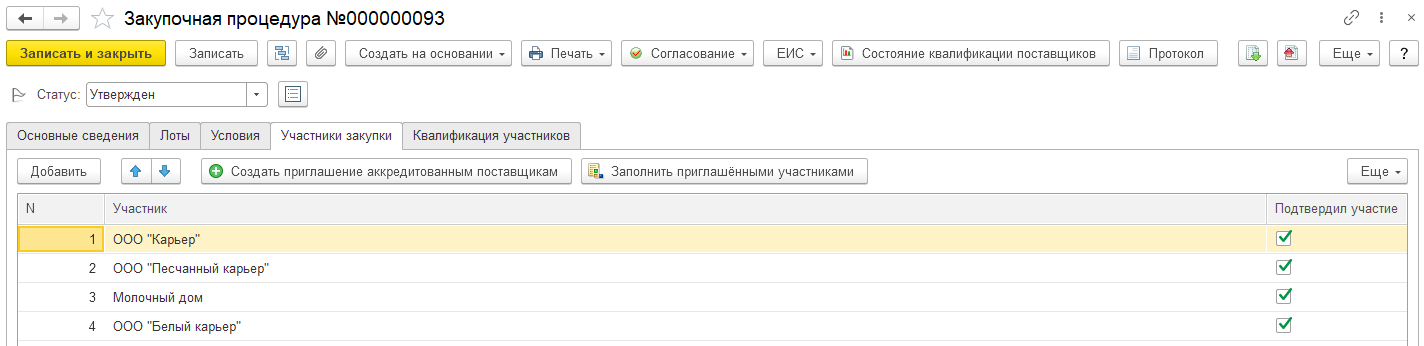 Закупочная процедура №000000093
Записать и закрыть Записать Создать на основании Печать Согласование ЕИС Состояние квалификации поставщиков Протокол Еще ?
Статус: Утвержден
Основные сведения Лоты Условия Участники закупки Квалификация участников
Добавить Создать приглашение аккредитованным поставщикам Заполнить приглашёнными участниками Еще
N Участник Подтвердил участие
1 ООО "Карьер"
2 ООО "Песчанный карьер"
3 Молочный дом
4 ООО "Белый карьер"